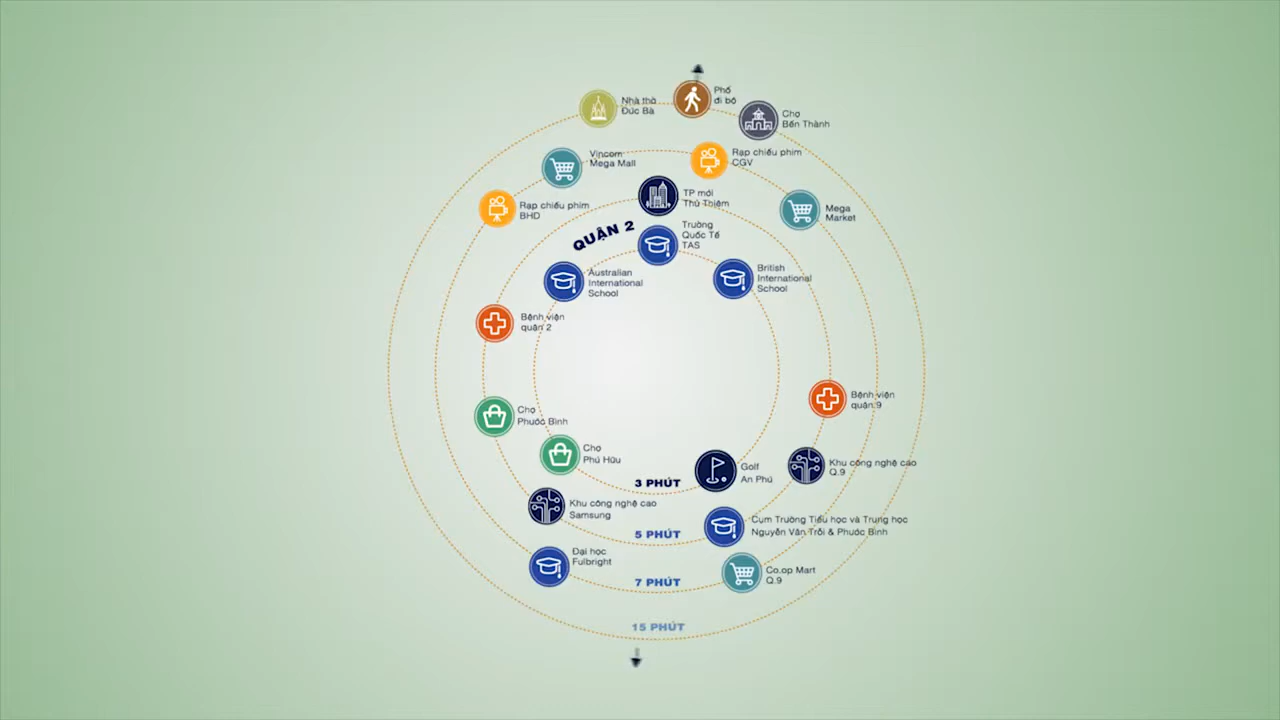 Nhà thờ
Đức Bà
Phố
đi bộ
Chợ
Bến Thành
Vincom
Mega Mall
Rạp chiếu phim
CGV
Rạp chiếu phim
BHD
TP mới
Thủ Thiêm
Mega
Market
QUẬN 2
Trường
Quốc Tế
TAS
Australian
International
School
British
International
School
Bệnh viện
quận 2
Bệnh viện
quận 9
Chợ
Phước Bình
Chợ
Phú Hữu
3 PHÚT
Golf
An Phú
Khu công nghệ cao
Q.9
Khu công nghệ cao
Samsung
5 PHÚT
Cụm Trường Tiểu học và Trung học
Nguyễn Văn Trỗi & Phước Bình
Đại học
Fulbright
7 PHÚT
Co.op Mart
Q.9
15 PHÚT